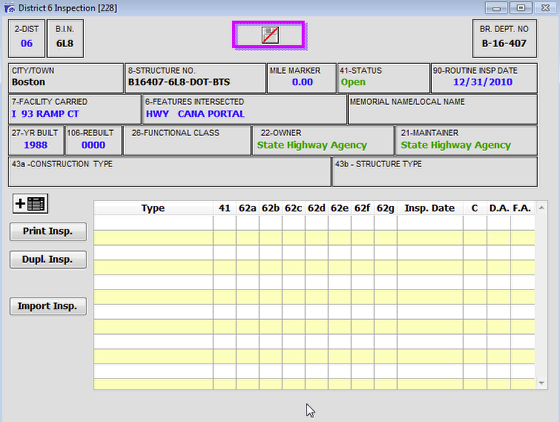 District 6 Inspection [228]
2-DIST
06
B.I.N.
6L8
BR. DEPT. NO
B-16-407
CITY/TOWN
Boston
8-STRUCTURE NO.
B16407-6L8-DOT-BTS
MILE MARKER
0.00
41-STATUS
Open
90-ROUTINE INSP DATE
12/31/2010
7-FACILITY CARRIED
I 93 RAMP CT
6-FEATURES INTERSECTED
HWY CANA PORTAL
MEMORIAL NAME/LOCAL NAME
27-YR BUILT
1988
106-REBUILT
0000
26-FUNCTIONAL CLASS
22-OWNER
State Highway Agency
21-MAINTAINER
State Highway Agency
43a -CONSTRUCTION TYPE
43b - STRUCTURE TYPE
Type 41 62a 62b 62c 62d 62e 62f 62g Insp. Date C D.A. F.A.
Print Insp.
Dupl. Insp.
Import Insp.